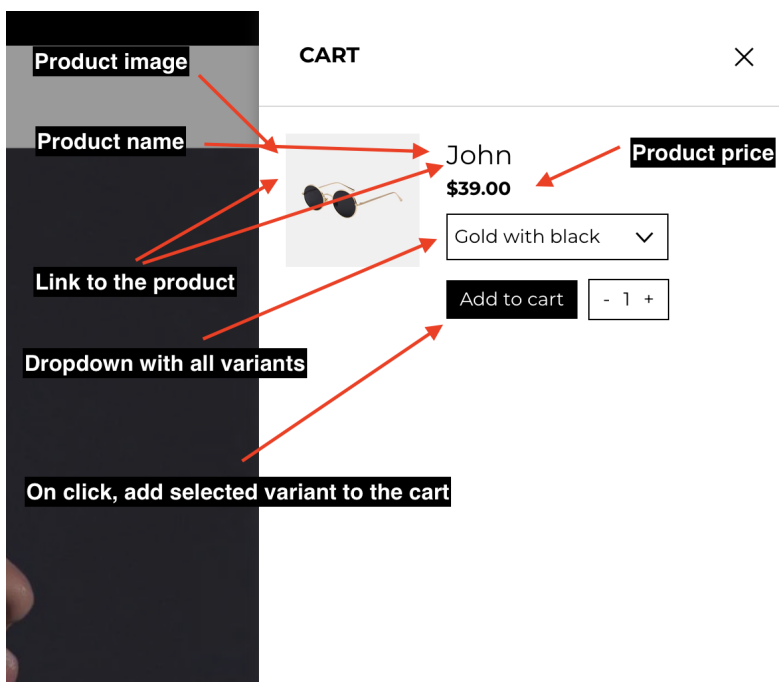 Product image
CART
Product name
John
Product price
$39.00
Gold with black
Link to the product
Add to cart
- 1 +
Dropdown with all variants
On click, add selected variant to the cart